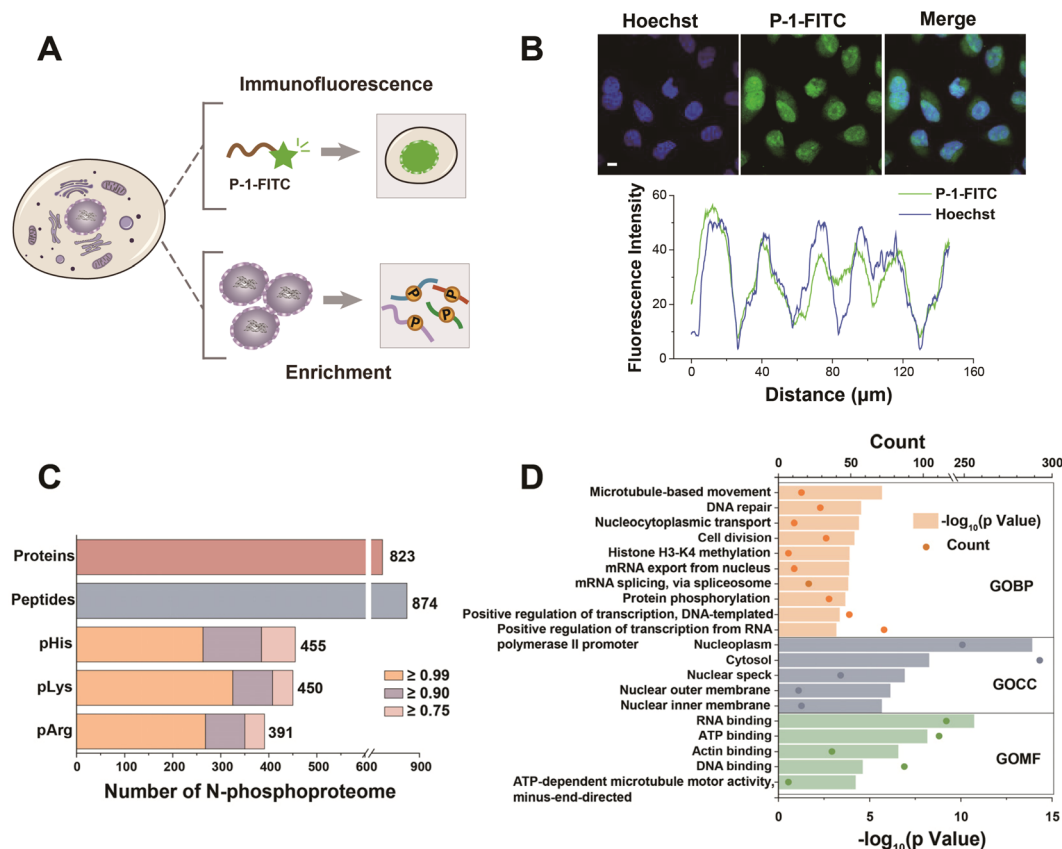 A
Immunofluorescence
P-1-FITC
P
P
P
P
Enrichment
B
Hoechst
P-1-FITC
Merge
P-1-FITC
Hoechst
Fluorescence Intensity
60
40
20
0
0
40
80
120
160
Distance (µm)
C
Proteins
823
Peptides
874
pHis
455
pLys
450
pArg
391
≥ 0.99
≥ 0.90
≥ 0.75
0
100
200
300
400
500
600
900
Number of N-phosphoproteome
D
Count
0
50
100
250
300
Microtubule-based movement
DNA repair
Nucleocytoplasmic transport
Cell division
Histone H3-K4 methylation
mRNA export from nucleus
mRNA splicing, via spliceosome
Protein phosphorylation
Positive regulation of transcription, DNA-templated
Positive regulation of transcription from RNA
polymerase II promoter
-log10(p Value)
Count
GOBP
Nucleoplasm
Cytosol
Nuclear speck
Nuclear outer membrane
Nuclear inner membrane
GOCC
RNA binding
ATP binding
Actin binding
DNA binding
ATP-dependent microtubule motor activity,
minus-end-directed
GOMF
0
5
10
15
-log10(p Value)